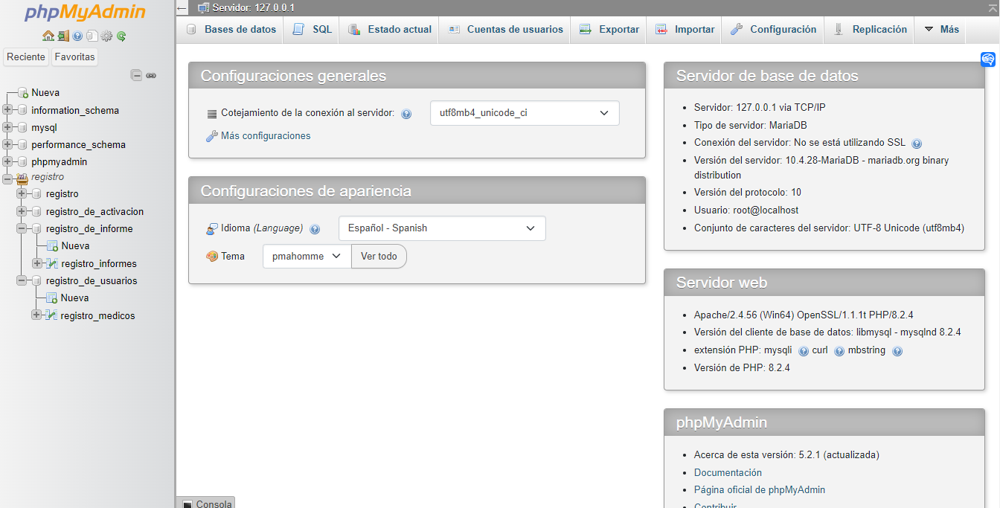 phpMyAdmin
Reciente Favoritas
Nueva
information_schema
mysql
performance_schema
phpmyadmin
registro
registro
registro_de_activacion
registro_de_informe
Nueva
registro_informes
registro_de_usuarios
Nueva
registro_medicos
Servidor: 127.0.0.1
Bases de datos SQL Estado actual Cuentas de usuarios Exportar Importar Configuración Replicación Más
Configuraciones generales
Cotejamiento de la conexión al servidor: utf8mb4_unicode_ci
Más configuraciones
Configuraciones de apariencia
Idioma (Language) Español - Spanish
Tema pmahomme Ver todo
Servidor de base de datos
Servidor: 127.0.0.1 via TCP/IP
Tipo de servidor: MariaDB
Conexión del servidor: No se está utilizando SSL
Versión del servidor: 10.4.28-MariaDB - mariadb.org binary
distribution
Versión del protocolo: 10
Usuario: root@localhost
Conjunto de caracteres del servidor: UTF-8 Unicode (utf8mb4)
Servidor web
Apache/2.4.56 (Win64) OpenSSL/1.1.1t PHP/8.2.4
Versión del cliente de base de datos: libmysql - mysqlnd 8.2.4
extensión PHP: mysqli curl mbstring
Versión de PHP: 8.2.4
phpMyAdmin
Acerca de esta versión: 5.2.1 (actualizada)
Documentación
Página oficial de phpMyAdmin
Contribuir
Consola